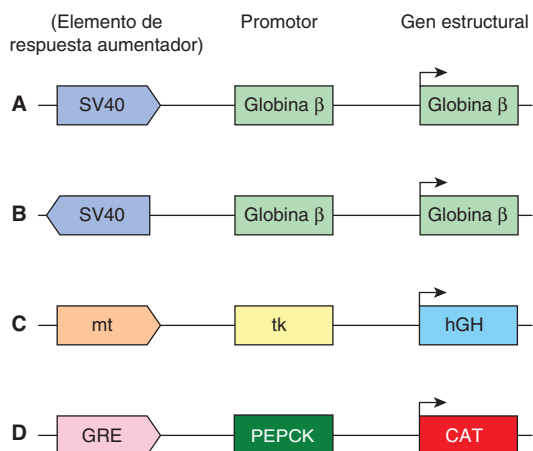 (Elemento de
respuesta aumentador)
Promotor
Gen estructural
A SV40 Globina β Globina β
B SV40 Globina β Globina β
C mt tk hGH
D GRE PEPCK CAT